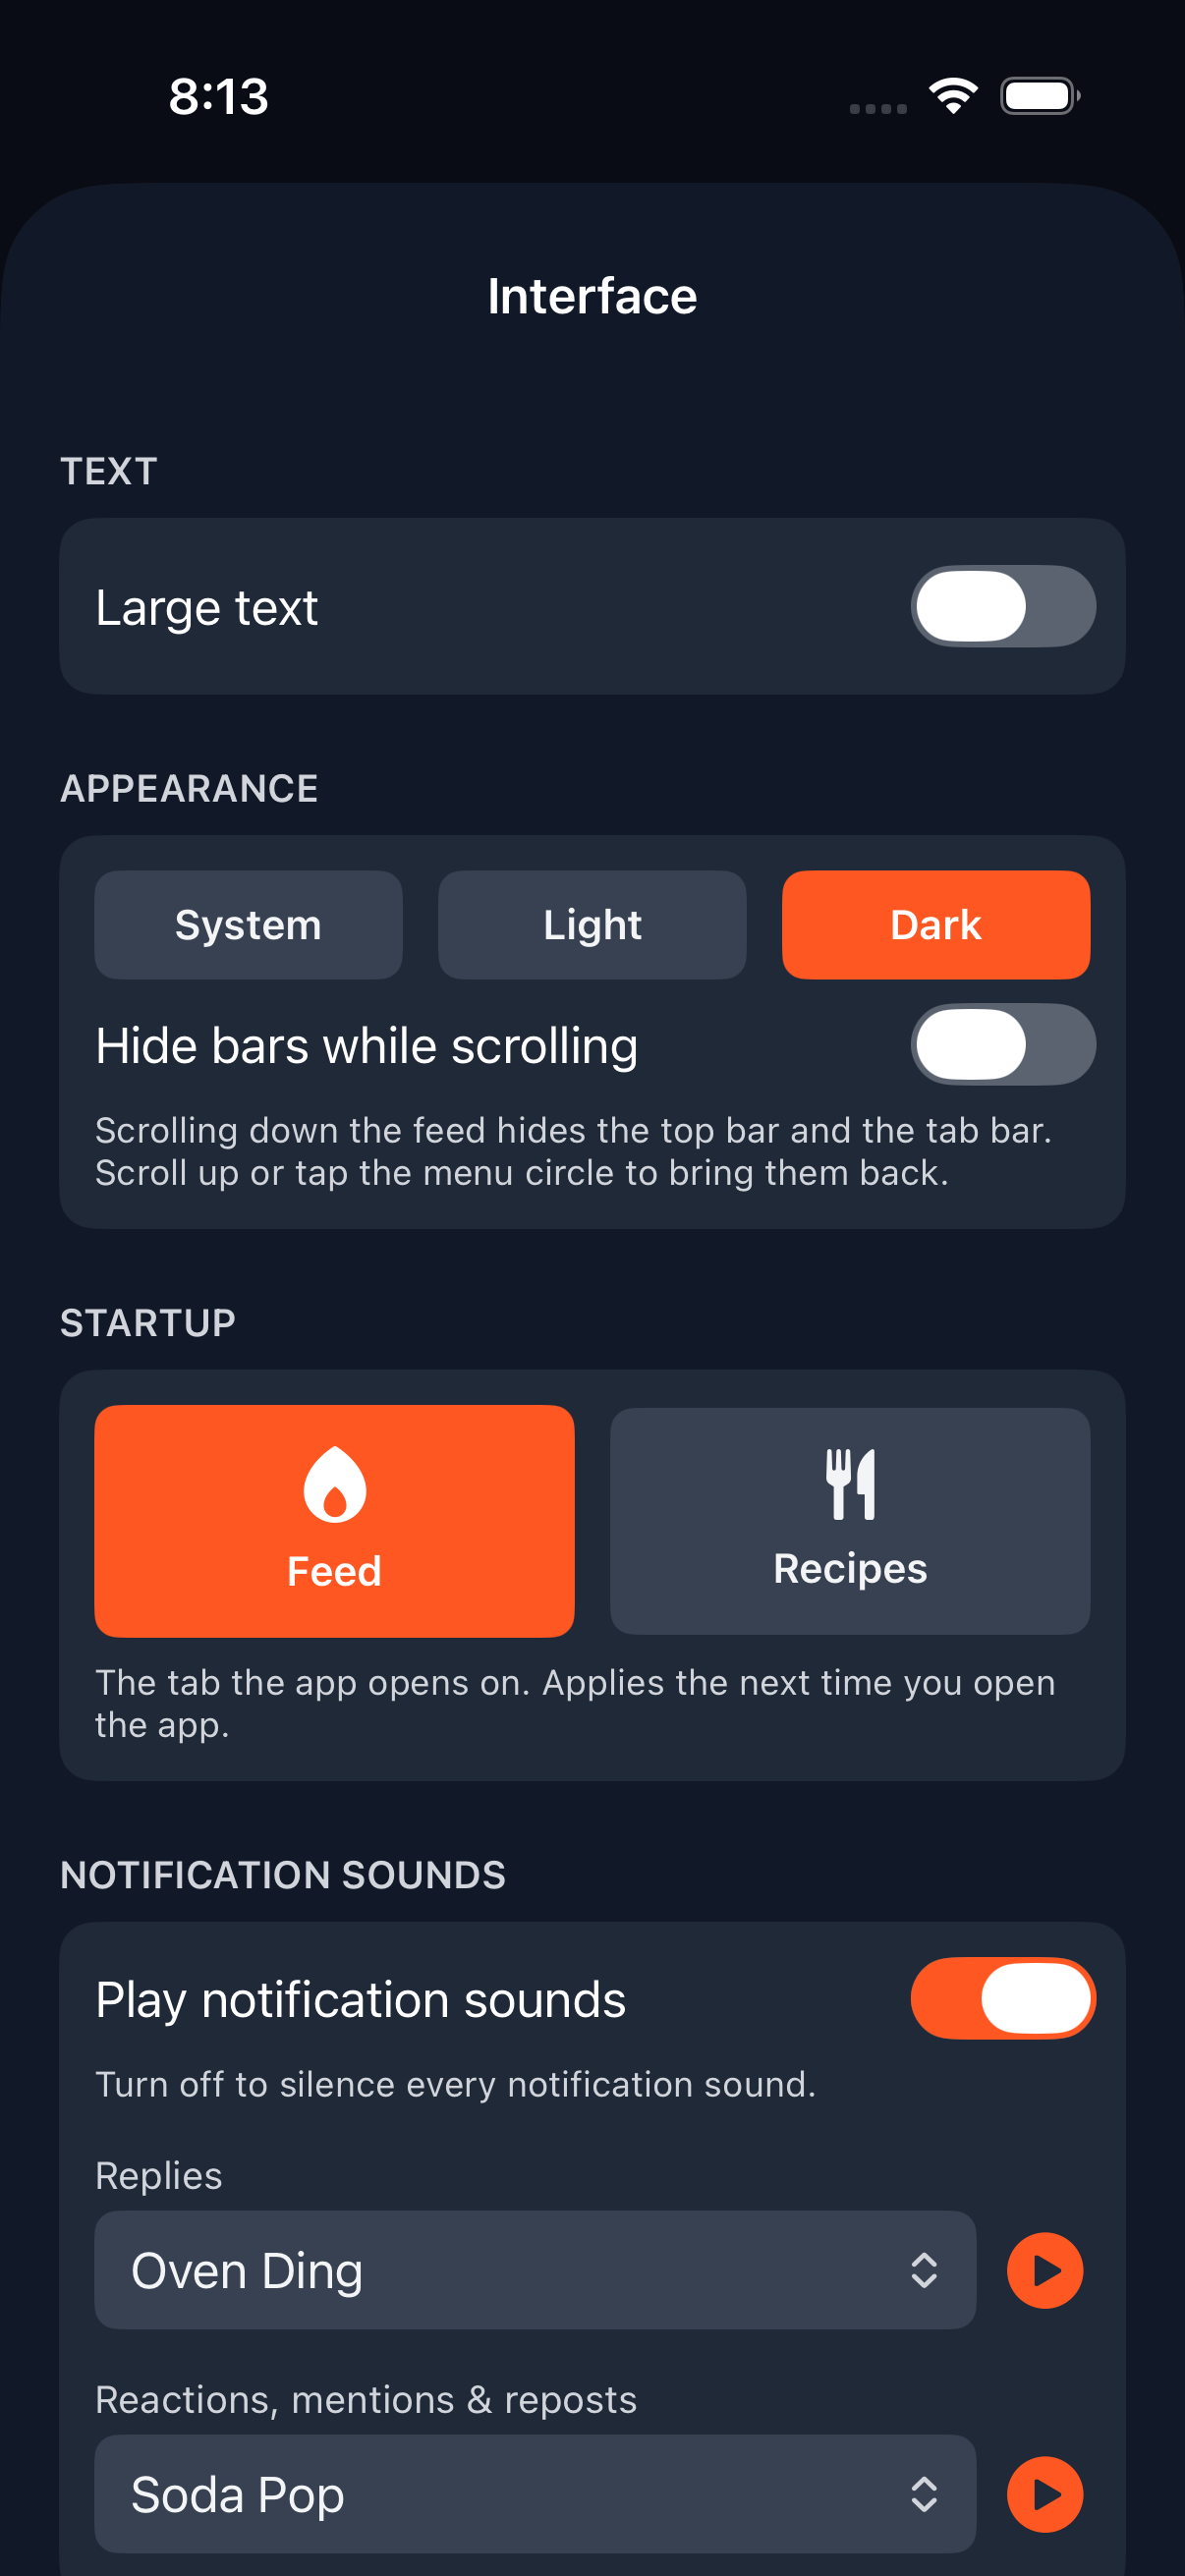 8:13
Interface
TEXT
Large text
APPEARANCE
System
Light
Dark
Hide bars while scrolling
Scrolling down the feed hides the top bar and the tab bar.
Scroll up or tap the menu circle to bring them back.
STARTUP
Feed
Recipes
The tab the app opens on. Applies the next time you open
the app.
NOTIFICATION SOUNDS
Play notification sounds
Turn off to silence every notification sound.
Replies
Oven Ding
Reactions, mentions & reposts
Soda Pop